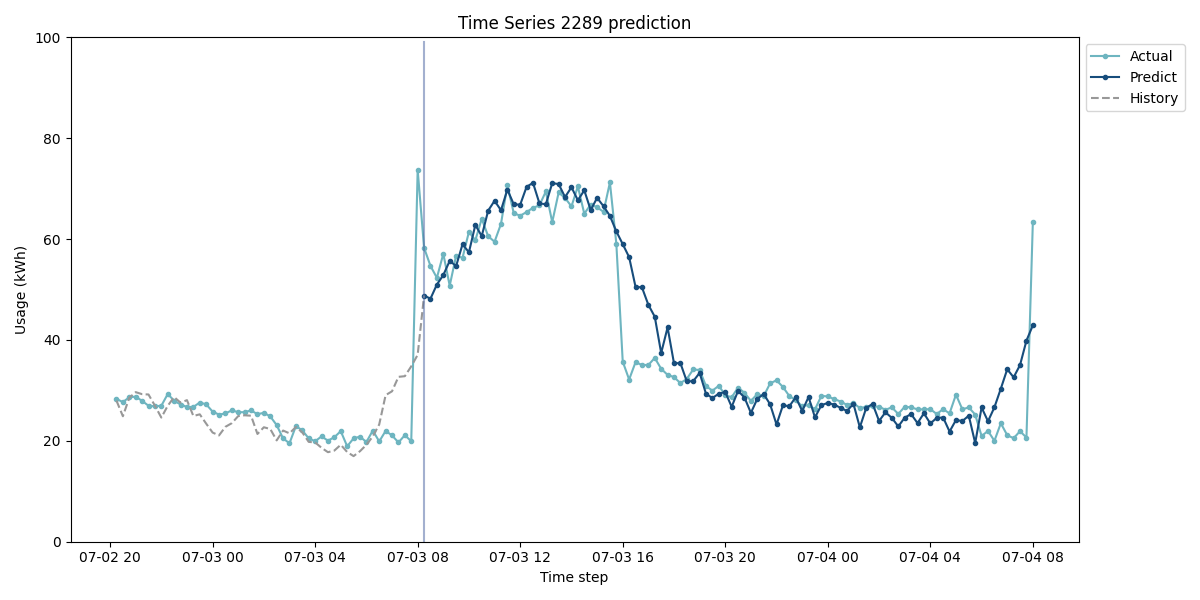 Time Series 2289 prediction
Usage (kWh)
100
80
60
40
20
0
07-02 20
07-03 00
07-03 04
07-03 08
07-03 12
07-03 16
07-03 20
07-04 00
07-04 04
07-04 08
Time step
Actual
Predict
History